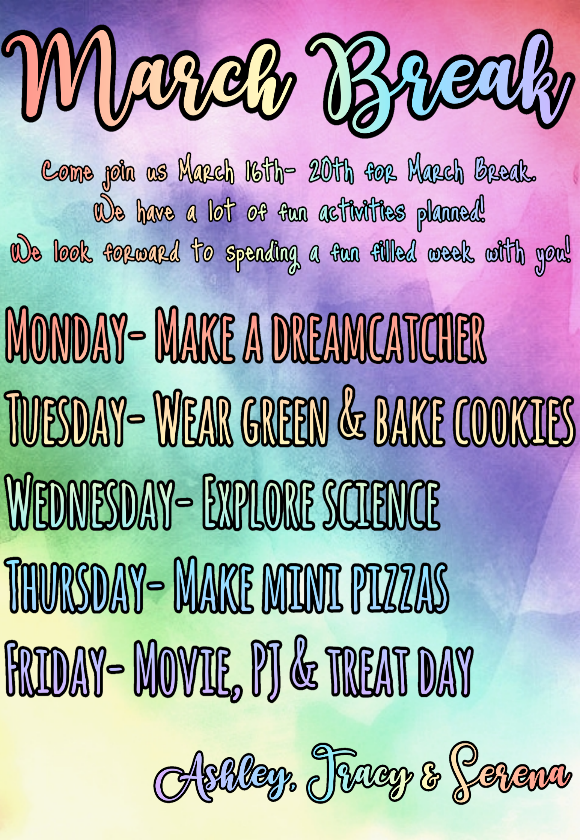 March Break
Come join us March 16th- 20th for March Break.
We have a lot of fun activities planned!
We look forward to spending a fun filled week with you!
Monday- Make a dreamcatcher
Tuesday- Wear green & bake cookies
Wednesday- Explore science
Thursday- Make mini pizzas
Friday- Movie, PJ & treat day
Ashley, Tracy & Serena